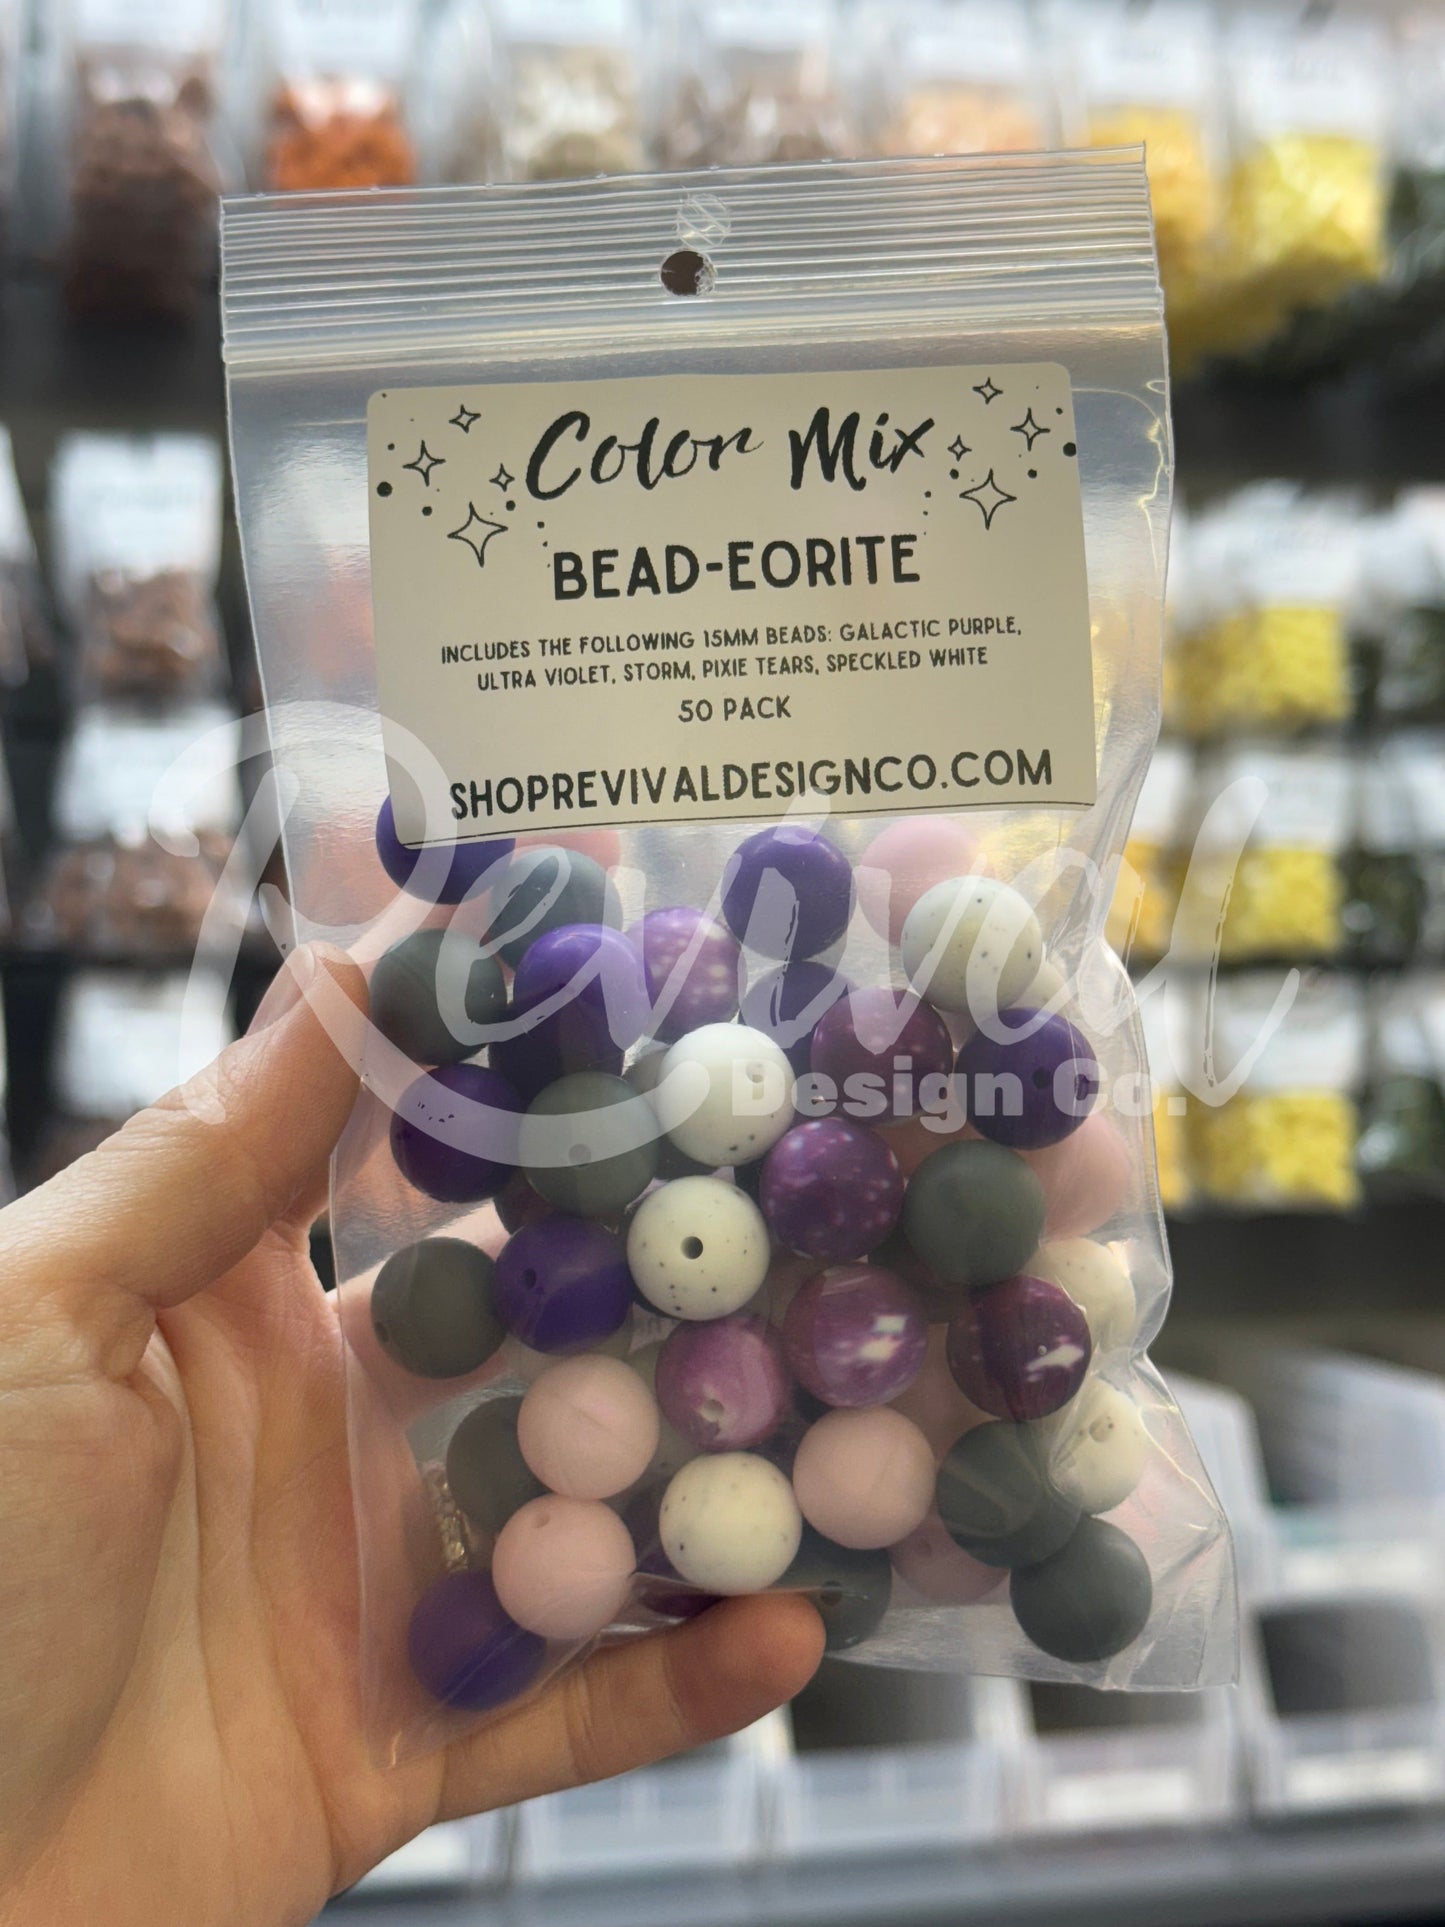 Color Mix
BEAD-EORITE
INCLUDES THE FOLLOWING 15MM BEADS: GALACTIC PURPLE,
ULTRA VIOLET, STORM, PIXIE TEARS, SPECKLED WHITE
50 PACK
SHOPREVIVALDESIGNCO.COM
Revival
Design Co.